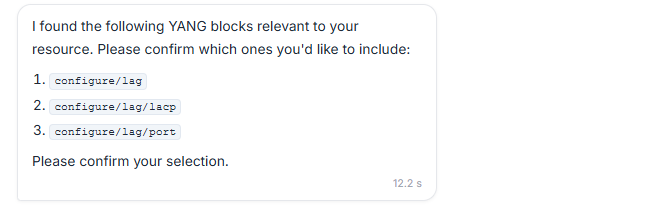 I found the following YANG blocks relevant to your
resource. Please confirm which ones you'd like to include:
1. configure/lag
2. configure/lag/lacp
3. configure/lag/port
Please confirm your selection.
12.2 s